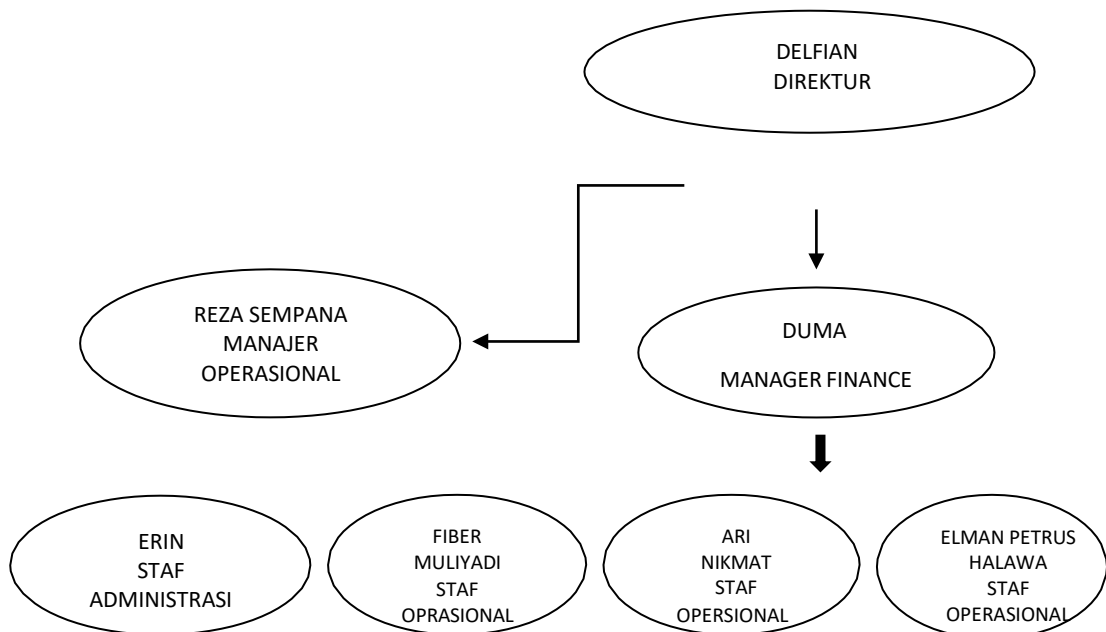 DELFIAN
DIREKTUR
REZA SEMPANA
MANAJER
OPERASIONAL
DUMA
MANAGER FINANCE
ERIN
STAF
ADMINISTRASI
FIBER
MULIYADI
STAF
OPRASIONAL
ARI
NIKMAT
STAF
OPERSIONAL
ELMAN PETRUS
HALAWA
STAF
OPERASIONAL